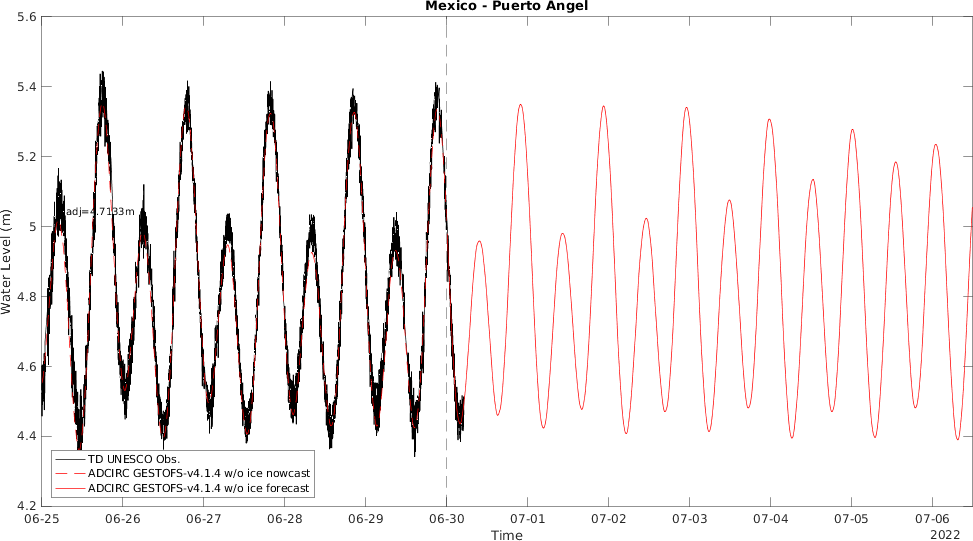 Mexico - Puerto Angel
5.6
5.4
5.2
5
4.8
4.6
4.4
4.2
Water Level (m)
adj=4.7133m
TD UNESCO Obs.
ADCIRC GESTOFS-v4.1.4 w/o ice nowcast
ADCIRC GESTOFS-v4.1.4 w/o ice forecast
06-25 06-26 06-27 06-28 06-29 06-30 07-01 07-02 07-03 07-04 07-05 07-06
Time
2022